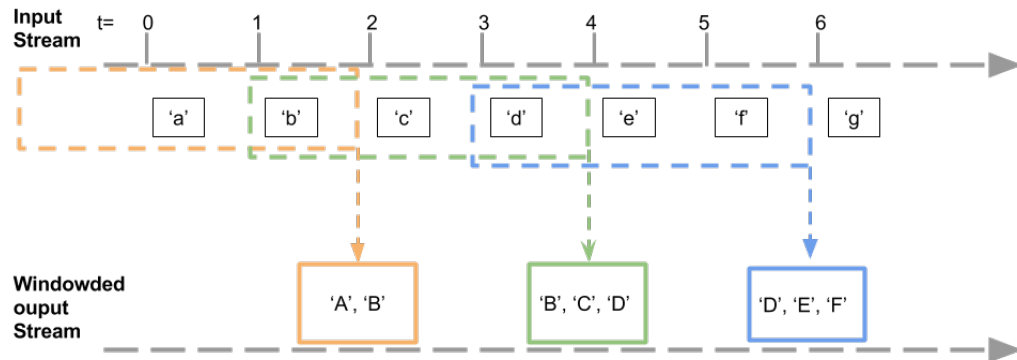 Input
Stream
t= 0 1 2 3 4 5 6
‘a’ ‘b’ ‘c’ ‘d’ ‘e’ ‘f’ ‘g’
‘A’, ‘B’ ‘B’, ‘C’, ‘D’ ‘D’, ‘E’, ‘F’
Windowded
ouput
Stream